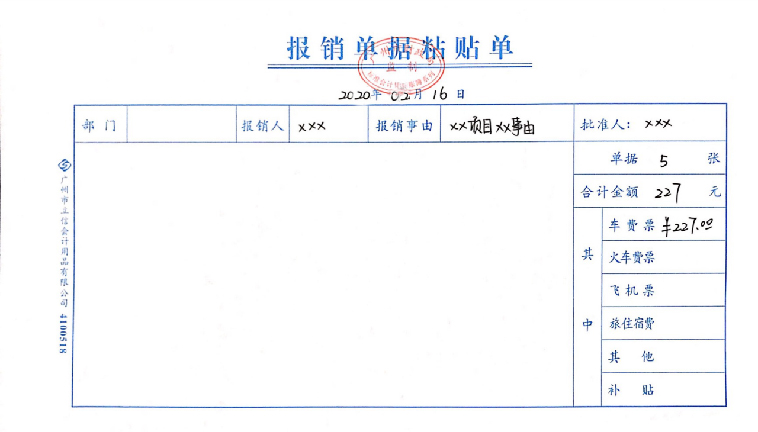 报销单据粘贴单
2020年02月16日
部门 报销人 xxx 报销事由 xx项目xx事由 批准人: xxx
单据 5 张
合计金额 227 元
其中
车费票 ¥227.00
火车费票
飞机票
旅住宿费
其他
补贴
广州市立信会计用品有限公司 4100518